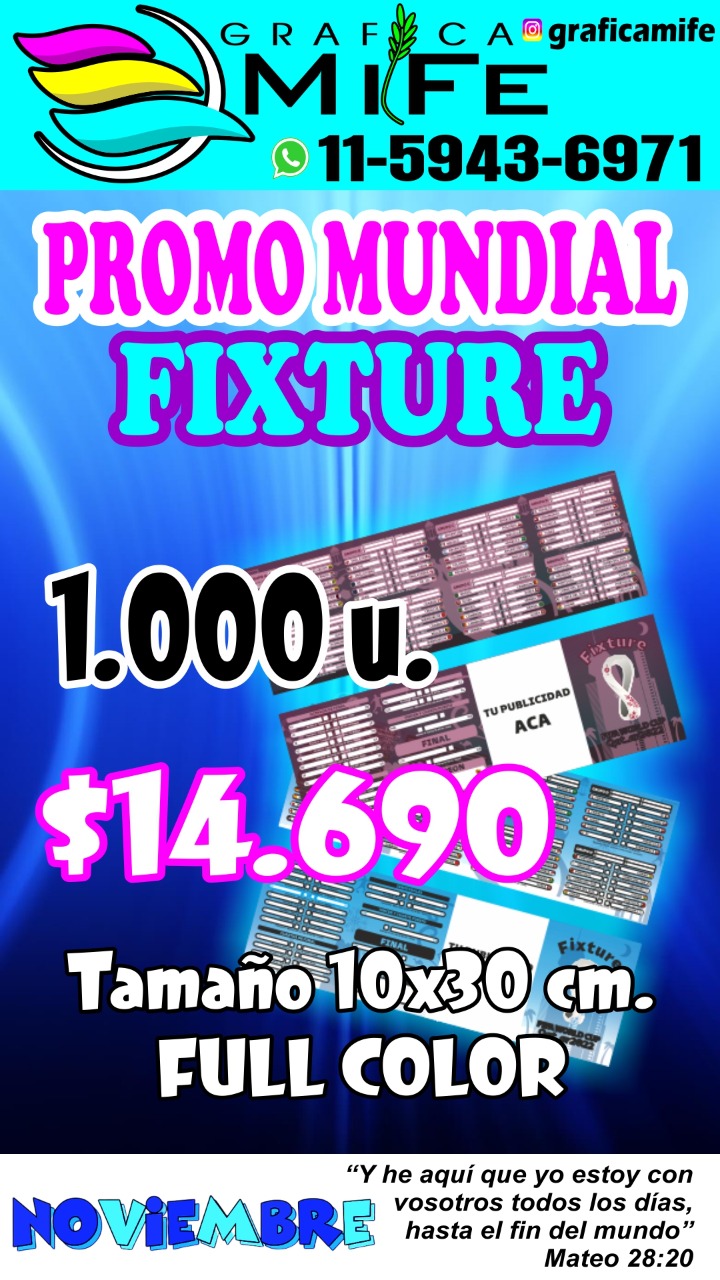 GRAFICA
graficamife
MiFE
11-5943-6971
PROMO MUNDIAL
FIXTURE
1.000 u.
Fixture
TU PUBLICIDAD
ACA
FINAL
$14.690
Fixture
FINAL
Tamaño 10x30 cm.
FULL COLOR
“Y he aquí que yo estoy con
vosotros todos los días,
hasta el fin del mundo”
Mateo 28:20
NOViEMBRE